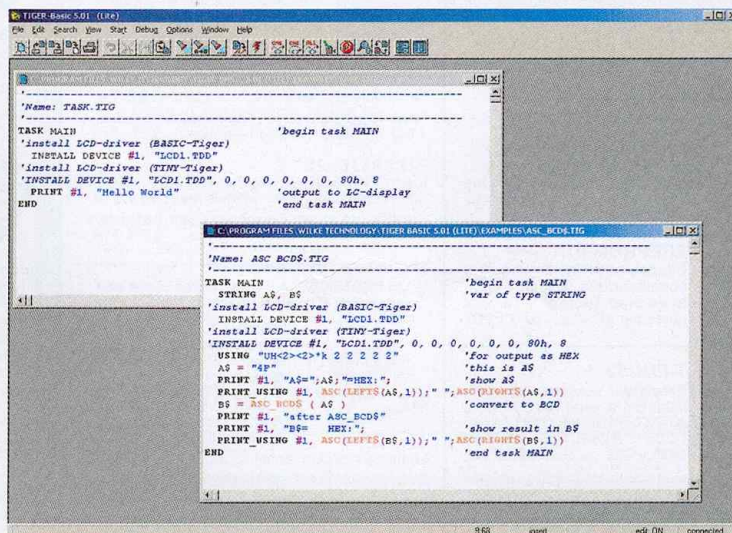 TIGER-Basic 5.01 (Lite)
File Edit Search View Start Debug Options Window Help
'Name: TASK.TIG
TASK MAIN 'begin task MAIN
'install LCD-driver (BASIC-Tiger)
INSTALL DEVICE #1, "LCD1.TDD"
'install LCD-driver (TINY-Tiger)
'INSTALL DEVICE #1, "LCD1.TDD", 0, 0, 0, 0, 0, 0, 80h, 8
PRINT #1, "Hello World" 'output to LC-display
END 'end task MAIN
C:\PROGRAM FILES\WILKE TECHNOLOGY\TIGER BASIC 5.01 (LITE)\EXAMPLES\ASC_BCD$.TIG
'Name: ASC_BCD$.TIG
TASK MAIN 'begin task MAIN
STRING A$, B$ 'var of type STRING
'install LCD-driver (BASIC-Tiger)
INSTALL DEVICE #1, "LCD1.TDD"
'install LCD-driver (TINY-Tiger)
'INSTALL DEVICE #1, "LCD1.TDD", 0, 0, 0, 0, 0, 0, 80h, 8
USING "UH<2><2>*k 2 2 2 2 2" 'for output as HEX
A$ = "4F" 'this is A$
PRINT #1, "A$=";A$;"=HEX:"; 'show A$
PRINT_USING #1, ASC(LEFT$(A$,1));" ";ASC(RIGHT$(A$,1))
B$ = ASC_BCD$ ( A$ ) 'convert to BCD
PRINT #1, "after ASC_BCD$"
PRINT #1, "B$= HEX:"; 'show result in B$
PRINT_USING #1, ASC(LEFT$(B$,1));" ";ASC(RIGHT$(B$,1))
END 'end task MAIN
9:68 insert edit: ON connected